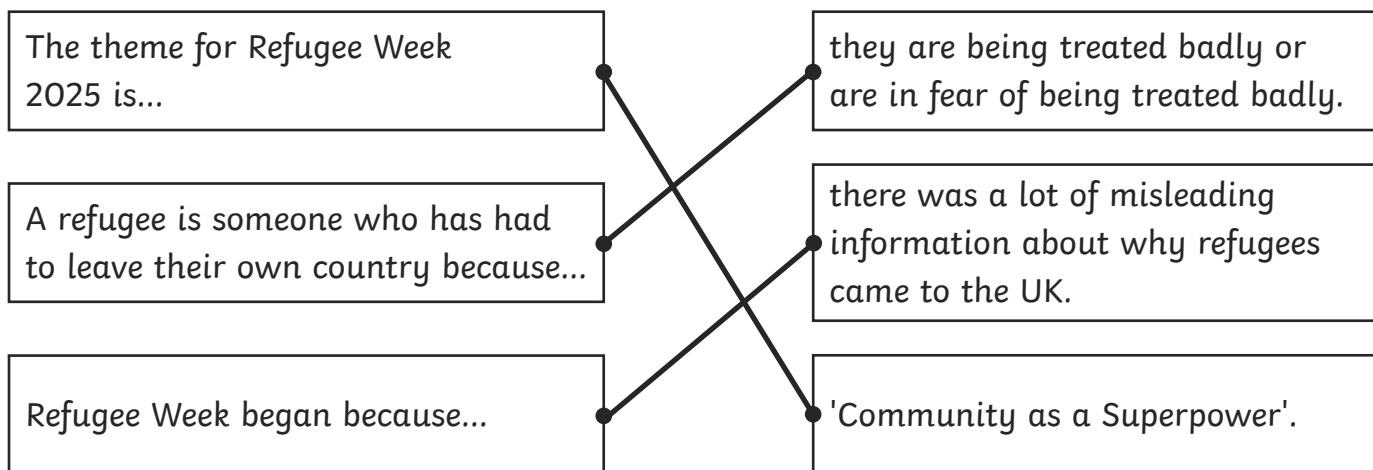 The theme for Refugee Week
2025 is...
they are being treated badly or
are in fear of being treated badly.
A refugee is someone who has had
to leave their own country because...
there was a lot of misleading
information about why refugees
came to the UK.
Refugee Week began because...
'Community as a Superpower'.